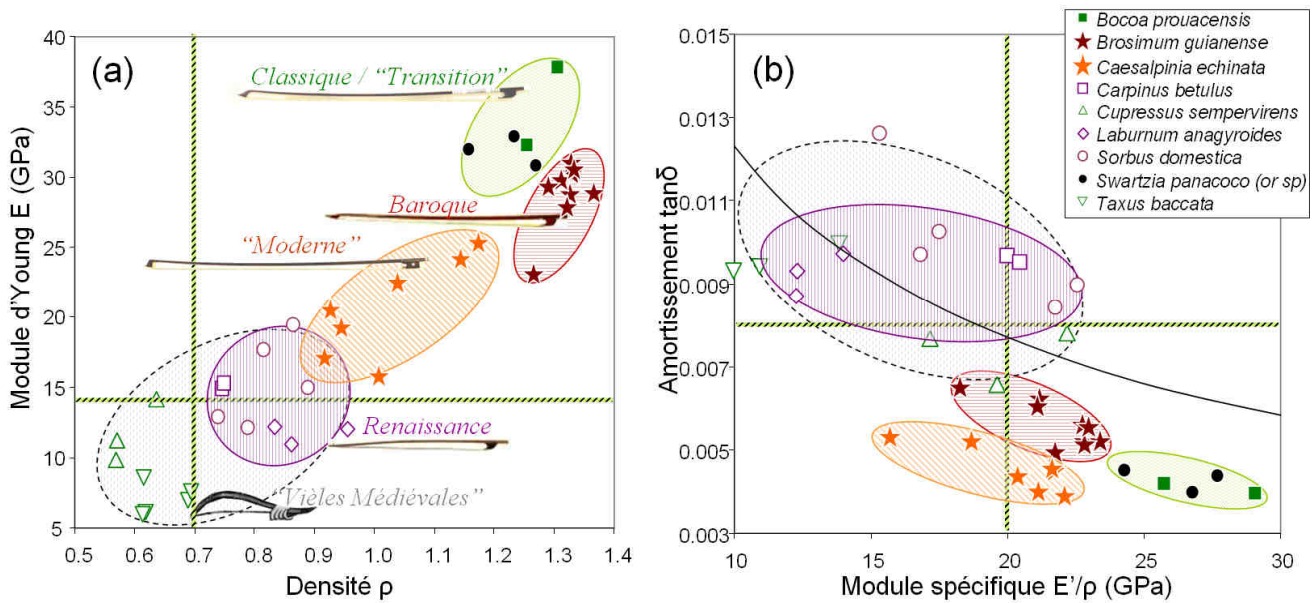 (a)
Module d'Young E (GPa)
40
35
30
25
20
15
10
5
0.5 0.6 0.7 0.8 0.9 1.0 1.1 1.2 1.3 1.4
Densité ρ
Classique / “Transition”
Baroque
“Moderne”
Renaissance
“Vièles Médiévales”
(b)
Amortissement tanδ
0.015
0.013
0.011
0.009
0.007
0.005
0.003
10 15 20 25 30
Module spécifique E'/ρ (GPa)
Bocoa prouacensis
Brosimum guianense
Caesalpinia echinata
Carpinus betulus
Cupressus sempervirens
Laburnum anagyroides
Sorbus domestica
Swartzia panacoco (or sp)
Taxus baccata